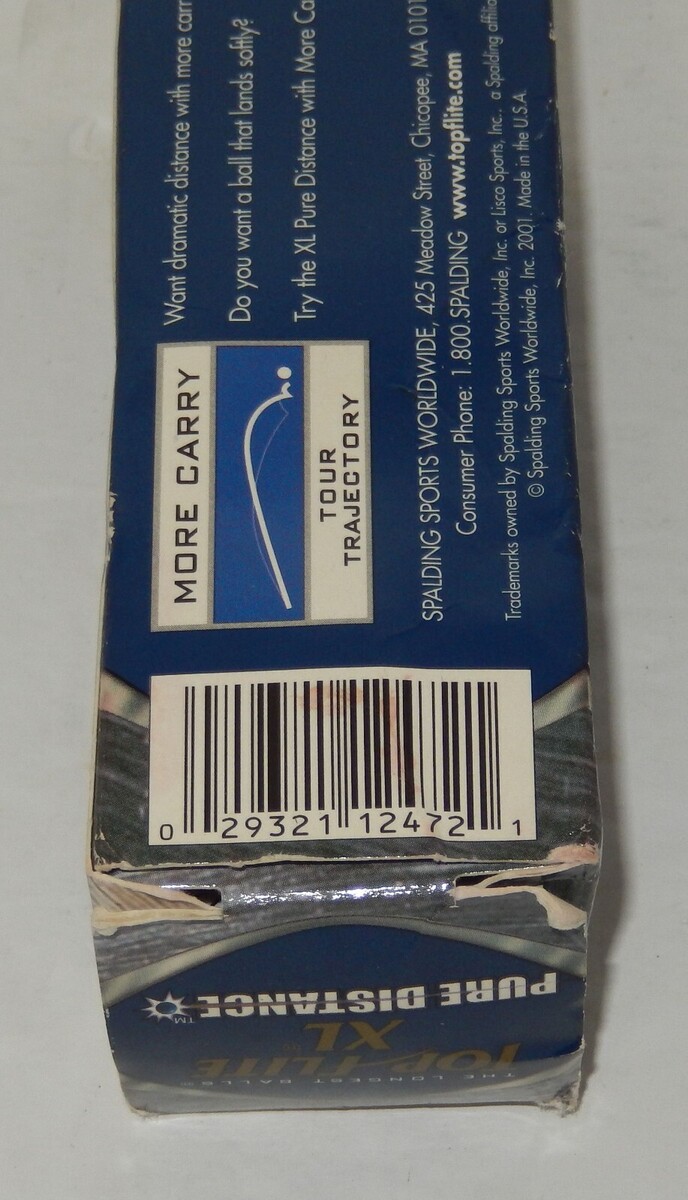 Want dramatic distance with more carr
Do you want a ball that lands softly?
Try the XL Pure Distance with More Ca
MORE CARRY
TOUR
TRAJECTORY
SPALDING SPORTS WORLDWIDE, 425 Meadow Street, Chicopee, MA 0101
Consumer Phone: 1.800.SPALDING www.topflite.com
Trademarks owned by Spalding Sports Worldwide, Inc. or Lisco Sports, Inc., a Spalding affilia
© Spalding Sports Worldwide, Inc. 2001. Made in the U.S.A.
0 29321 12472 1
THE LONGEST BALLS
TOP-FLITE
XL
PURE DISTANCE™